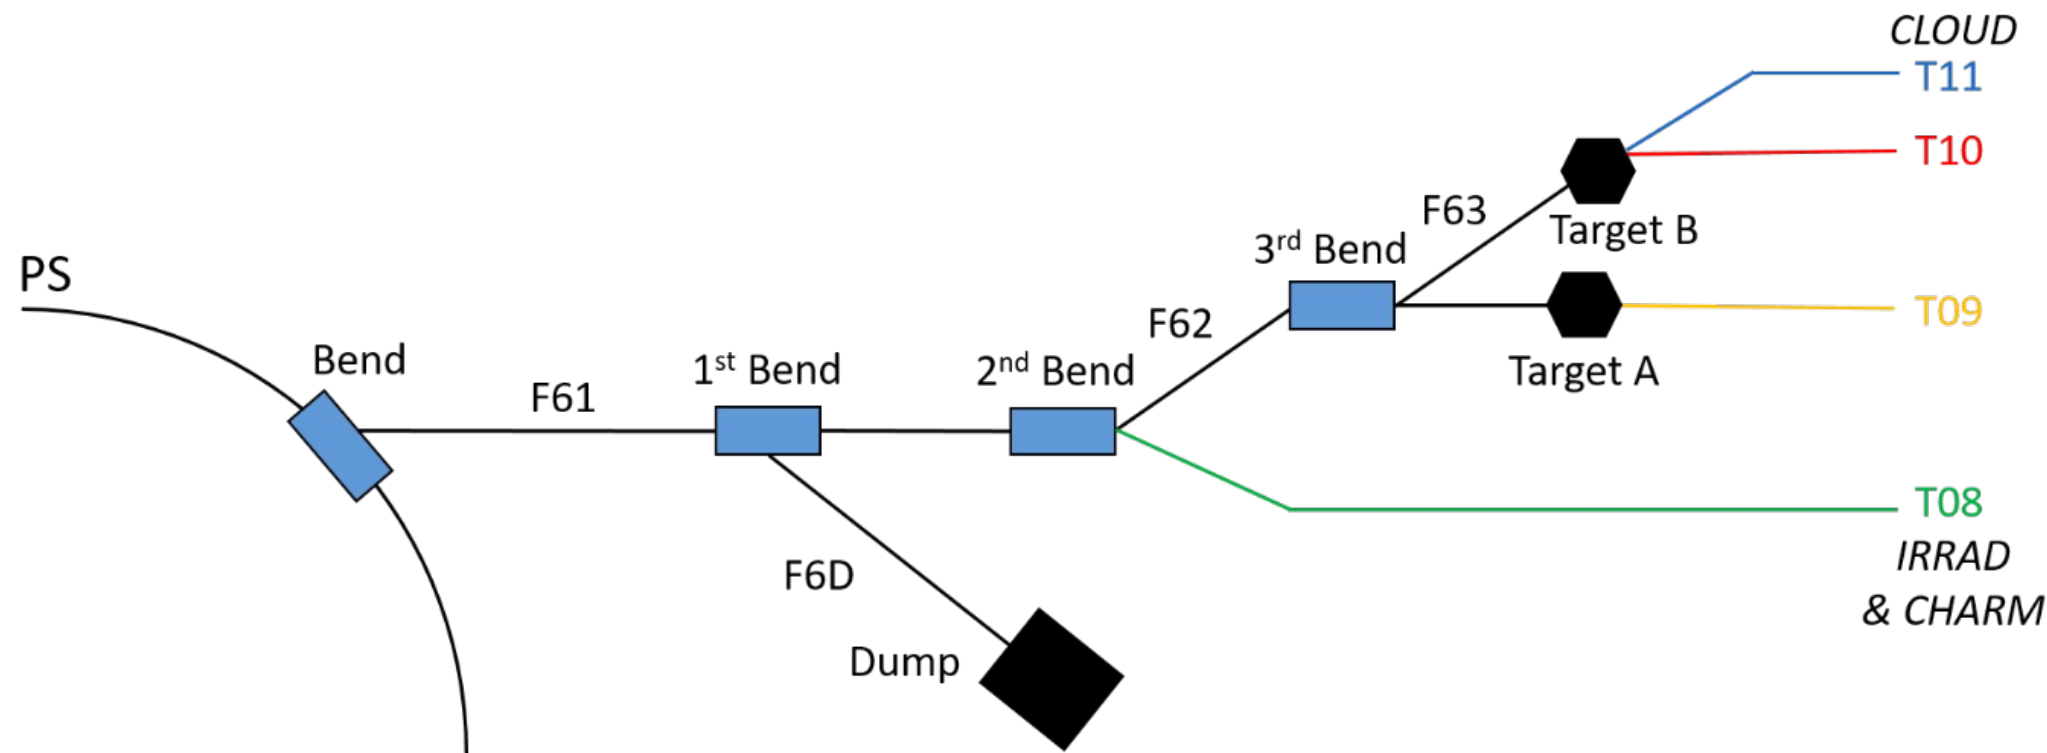 CLOUD
T11
T10
F63
Target B
PS
3rd Bend
F62
T09
Bend
1st Bend
2nd Bend
Target A
F61
T08
IRRAD
& CHARM
F6D
Dump